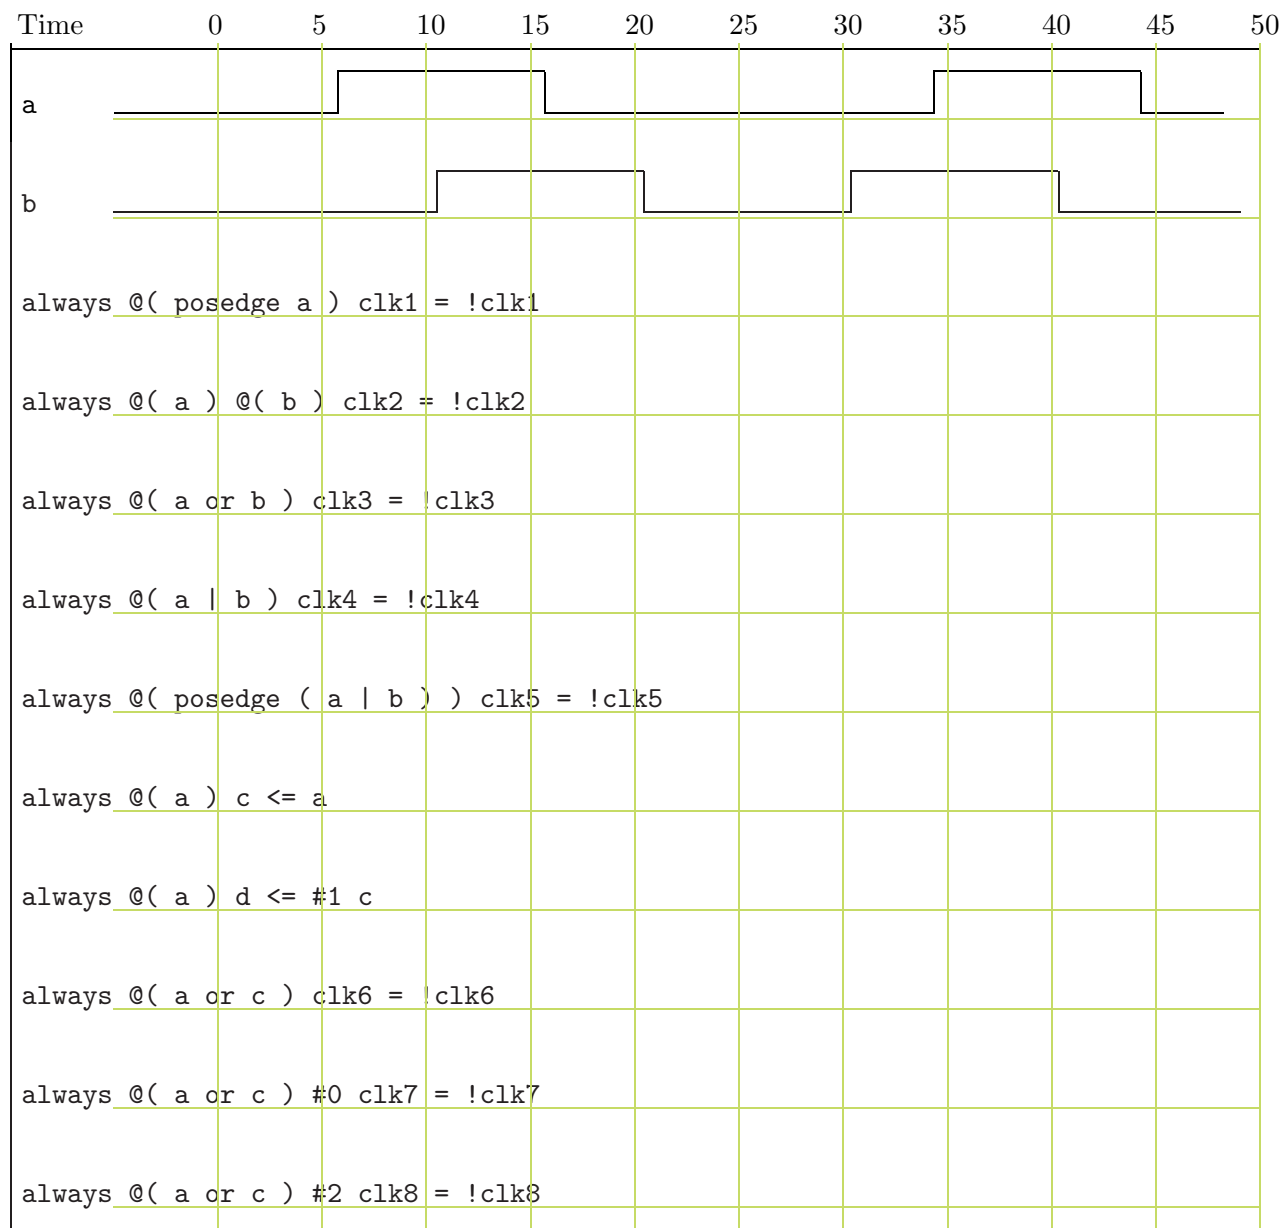 Time 0 5 10 15 20 25 30 35 40 45 50
a
b
always @( posedge a ) clk1 = !clk1
always @( a ) @( b ) clk2 = !clk2
always @( a or b ) clk3 = !clk3
always @( a | b ) clk4 = !clk4
always @( posedge ( a | b ) ) clk5 = !clk5
always @( a ) c <= a
always @( a ) d <= #1 c
always @( a or c ) clk6 = !clk6
always @( a or c ) #0 clk7 = !clk7
always @( a or c ) #2 clk8 = !clk8